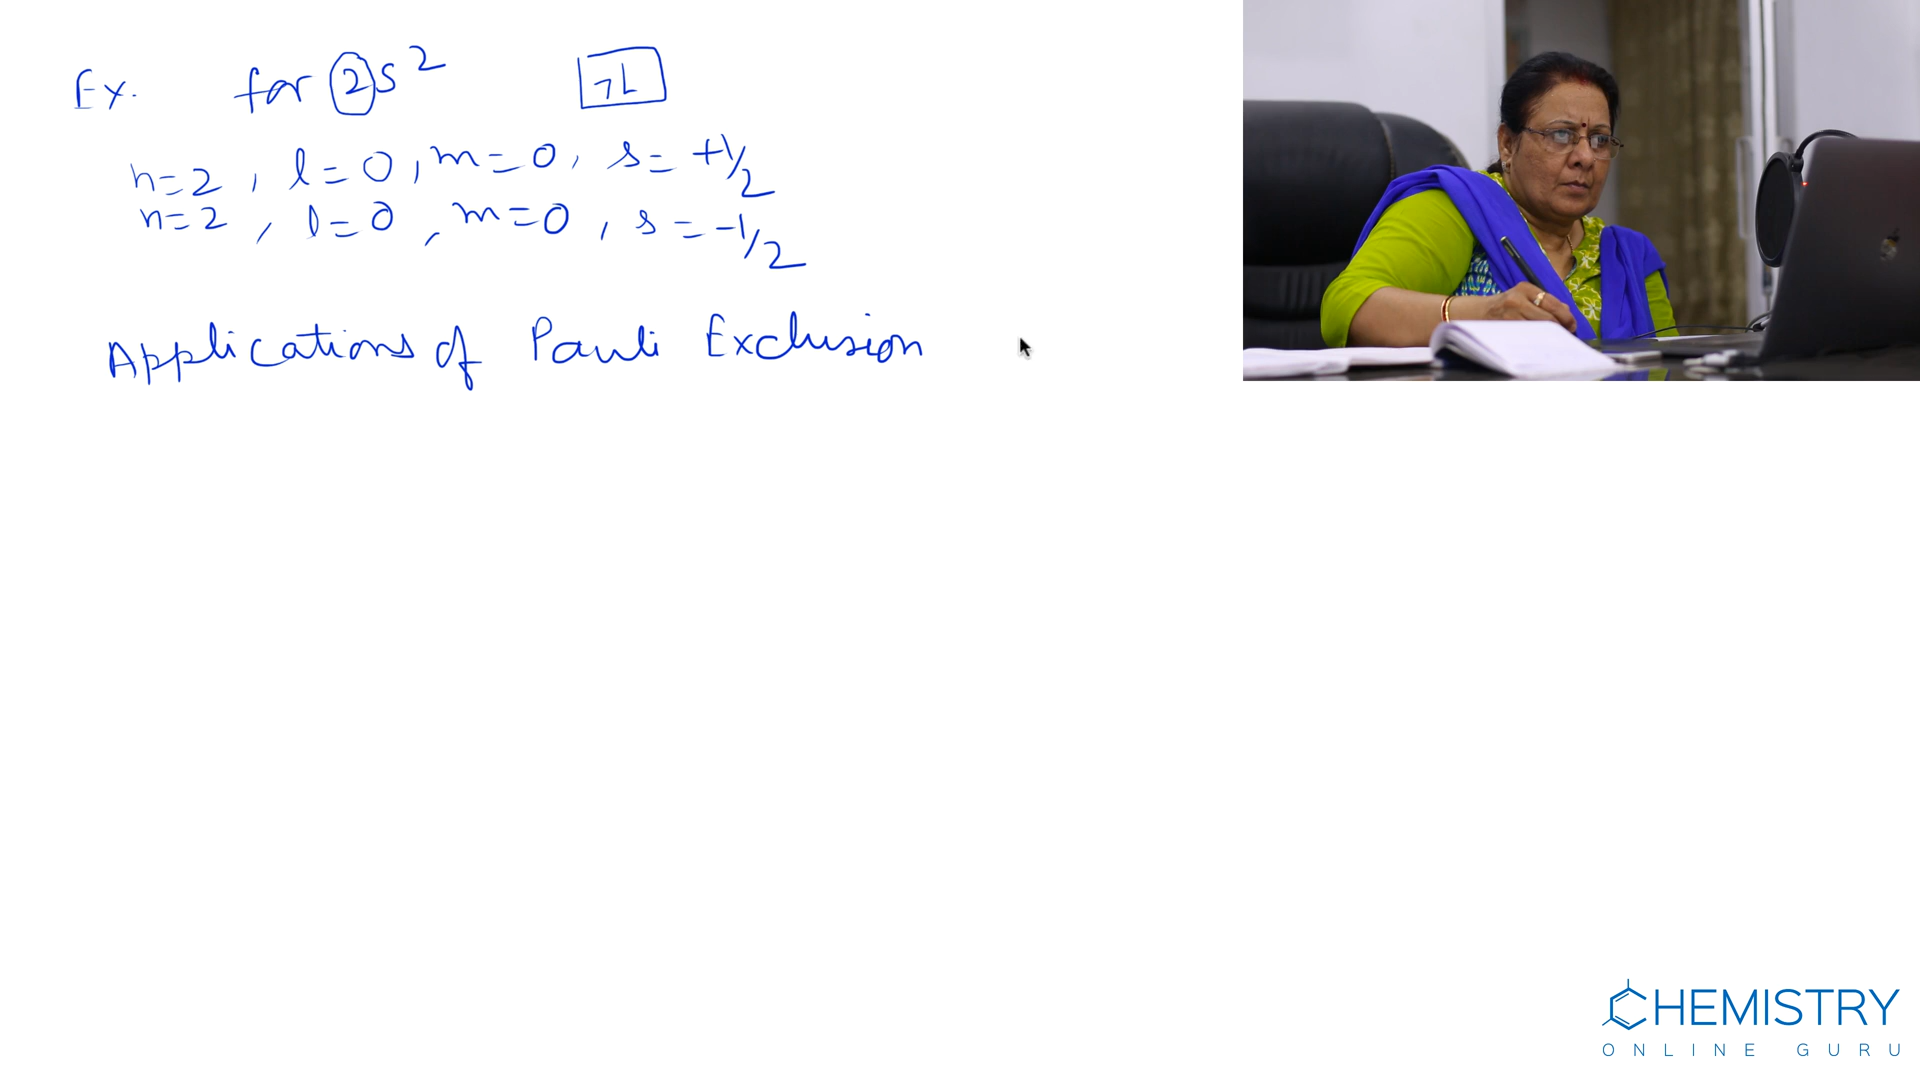 Ex. for 2s²
n=2, l=0, m=0, s=+1/2
n=2, l=0, m=0, s=-1/2
Applications of Pauli Exclusion
CHEMISTRY
ONLINE GURU